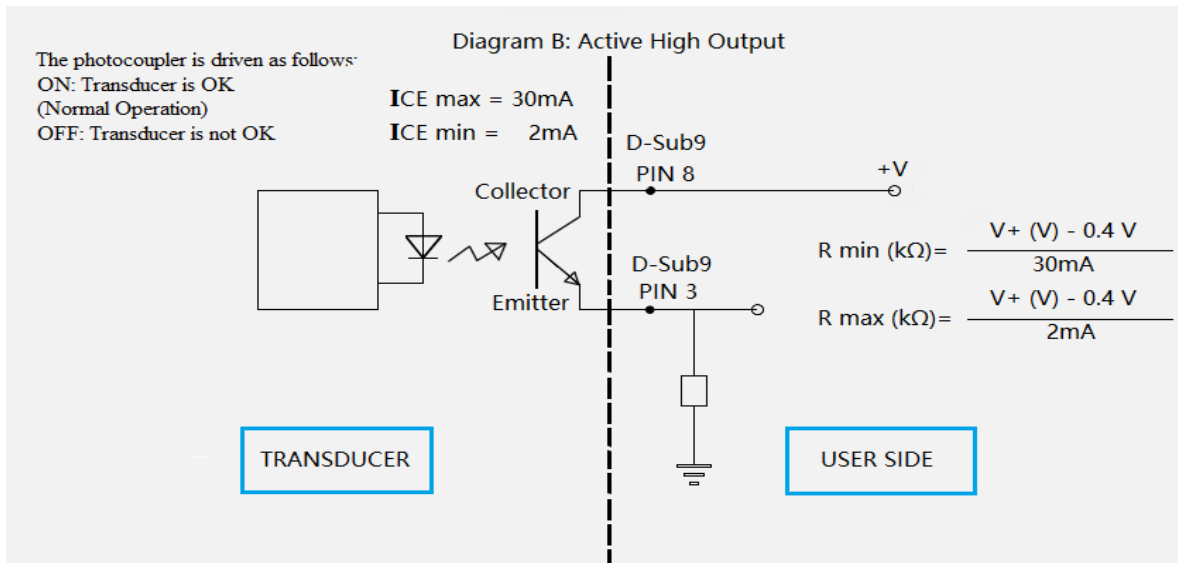 Diagram B: Active High Output
The photocoupler is driven as follows:
ON: Transducer is OK
(Normal Operation)
OFF: Transducer is not OK
ICE max = 30mA
ICE min = 2mA
D-Sub9
PIN 8
+V
Collector
R min (kΩ)= V+ (V) - 0.4 V
30mA
D-Sub9
PIN 3
Emitter
R max (kΩ)= V+ (V) - 0.4 V
2mA
TRANSDUCER
USER SIDE